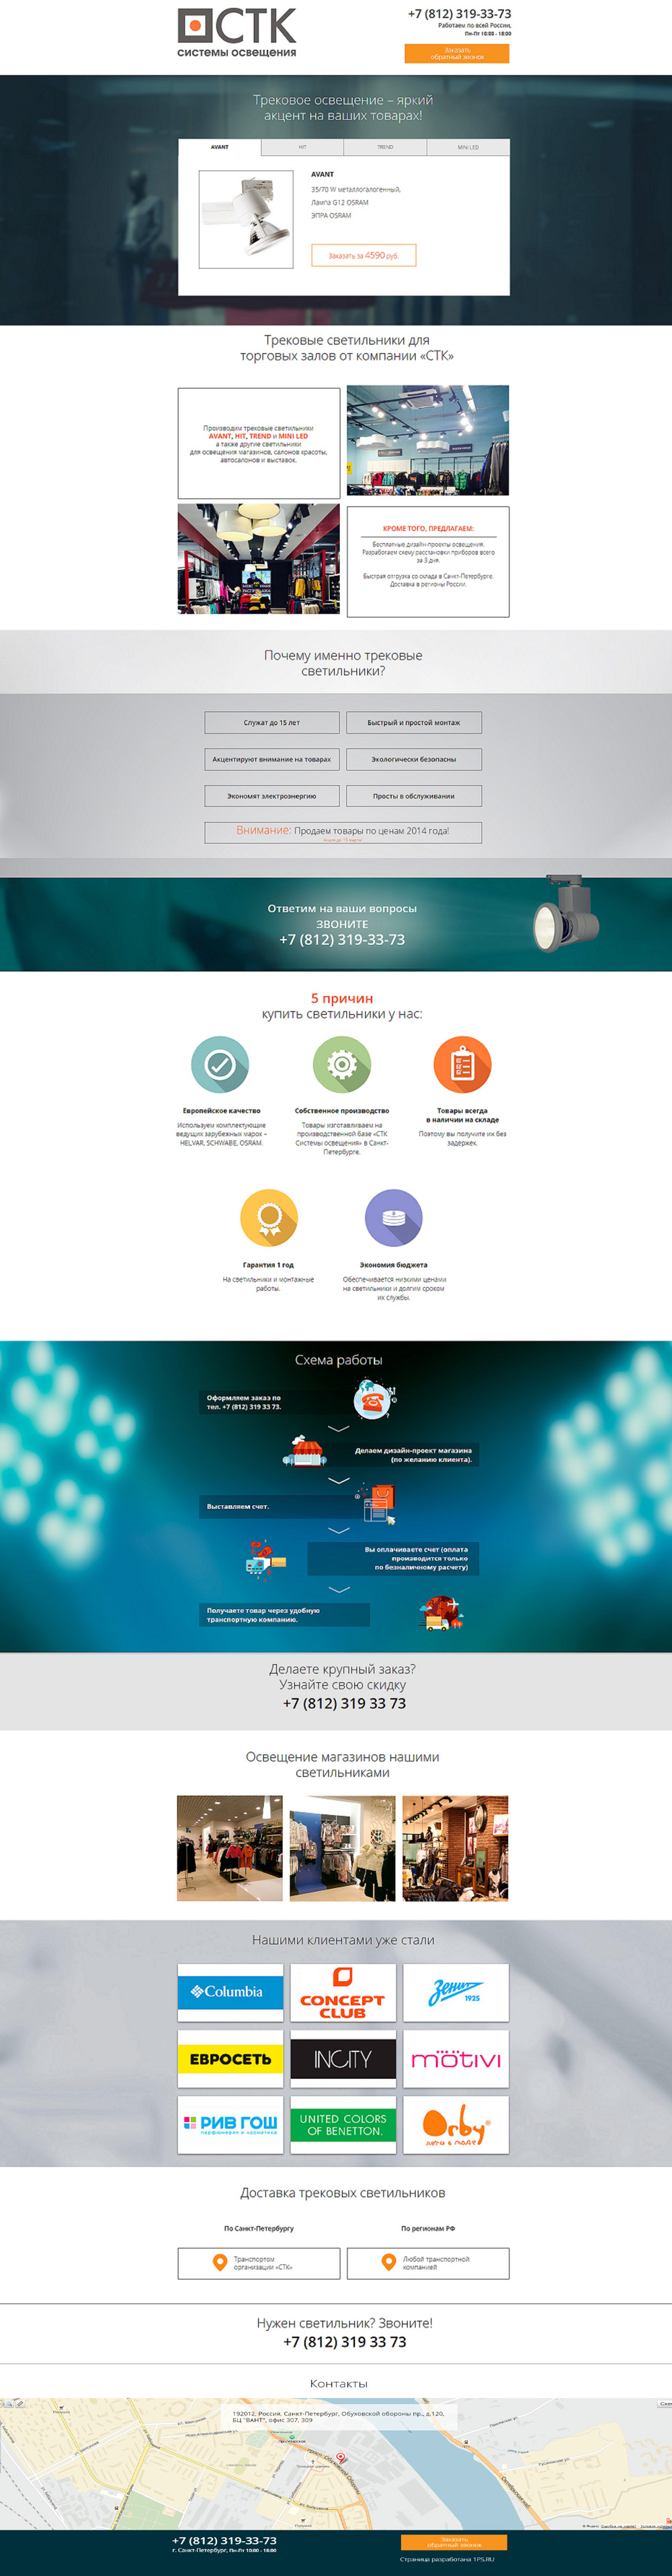 СТК
системы освещения
+7 (812) 319-33-73
Работаем по всей России,
Пн-Пт 10:00 - 18:00
Заказать
обратный звонок
Трековое освещение – яркий
акцент на ваших товарах!
AVANT
HIT
TREND
MINI LED
AVANT
35/70 W металлогалогенный,
Лампа G12 OSRAM
ЭПРА OSRAM
Заказать за 4590 руб.
Трековые светильники для
торговых залов от компании «СТК»
Производим трековые светильники
AVANT, HIT, TREND и MINI LED
а также другие светильники
для освещения магазинов, салонов красоты,
автосалонов и выставок.
КРОМЕ ТОГО, ПРЕДЛАГАЕМ:
Бесплатные дизайн-проекты освещения.
Разработаем схему расстановки приборов всего
за 3 дня.
Быстрая отгрузка со склада в Санкт-Петербурге.
Доставка в регионы России.
Почему именно трековые
светильники?
Служат до 15 лет
Быстрый и простой монтаж
Акцентируют внимание на товарах
Экологически безопасны
Экономят электроэнергию
Просты в обслуживании
Внимание: Продаем товары по ценам 2014 года!
Ответим на ваши вопросы
ЗВОНИТЕ
+7 (812) 319-33-73
5 причин
купить светильники у нас:
Европейское качество
Используем комплектующие
ведущих зарубежных марок –
HELVAR, SCHWABE, OSRAM.
Собственное производство
Товары изготавливаем на
производственной базе «СТК
Системы освещения» в Санкт-
Петербурге.
Товары всегда
в наличии на складе
Поэтому вы получите их без
задержек.
Гарантия 1 год
На светильники и монтажные
работы.
Экономия бюджета
Обеспечивается низкими ценами
на светильники и долгим сроком
их службы.
Схема работы
Оформляем заказ по
тел. +7 (812) 319 33 73.
Делаем дизайн-проект магазина
(по желанию клиента).
Выставляем счет.
Вы оплачиваете счет (оплата
производится только
по безналичному расчету)
Получаете товар через удобную
транспортную компанию.
Делаете крупный заказ?
Узнайте свою скидку
+7 (812) 319 33 73
Освещение магазинов нашими
светильниками
Нашими клиентами уже стали
Columbia
CONCEPT
CLUB
Зенит
1925
ЕВРОСЕТЬ
INCITY
mötivi
РИВ ГОШ
парфюмерия и косметика
UNITED COLORS
OF BENETTON.
Orby
дети в моде
Доставка трековых светильников
По Санкт-Петербургу
По регионам РФ
Транспортом
организации «СТК»
Любой транспортной
компанией
Нужен светильник? Звоните!
+7 (812) 319 33 73
Контакты
192012, Россия, Санкт-Петербург, Обуховской обороны пр., д.120,
БЦ "ВАНТ", офис 307, 309
+7 (812) 319-33-73
г. Санкт-Петербург, Пн-Пт 10:00 - 18:00
Заказать
обратный звонок
Страница разработана 1PS.RU